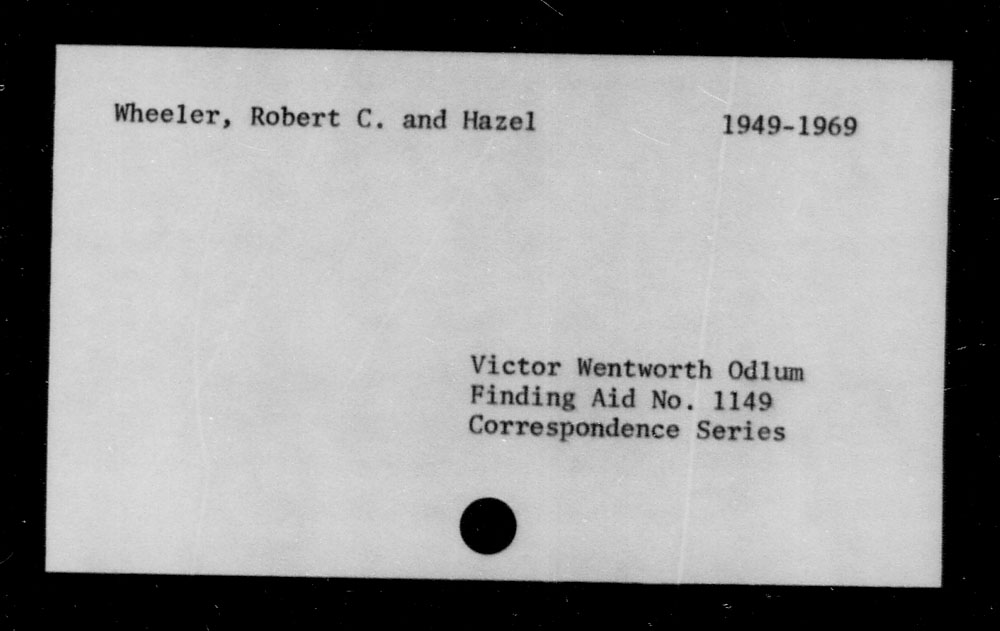 Wheeler, Robert C. and Hazel 1949-1969
Victor Wentworth Odlum
Finding Aid No. 1149
Correspondence Series